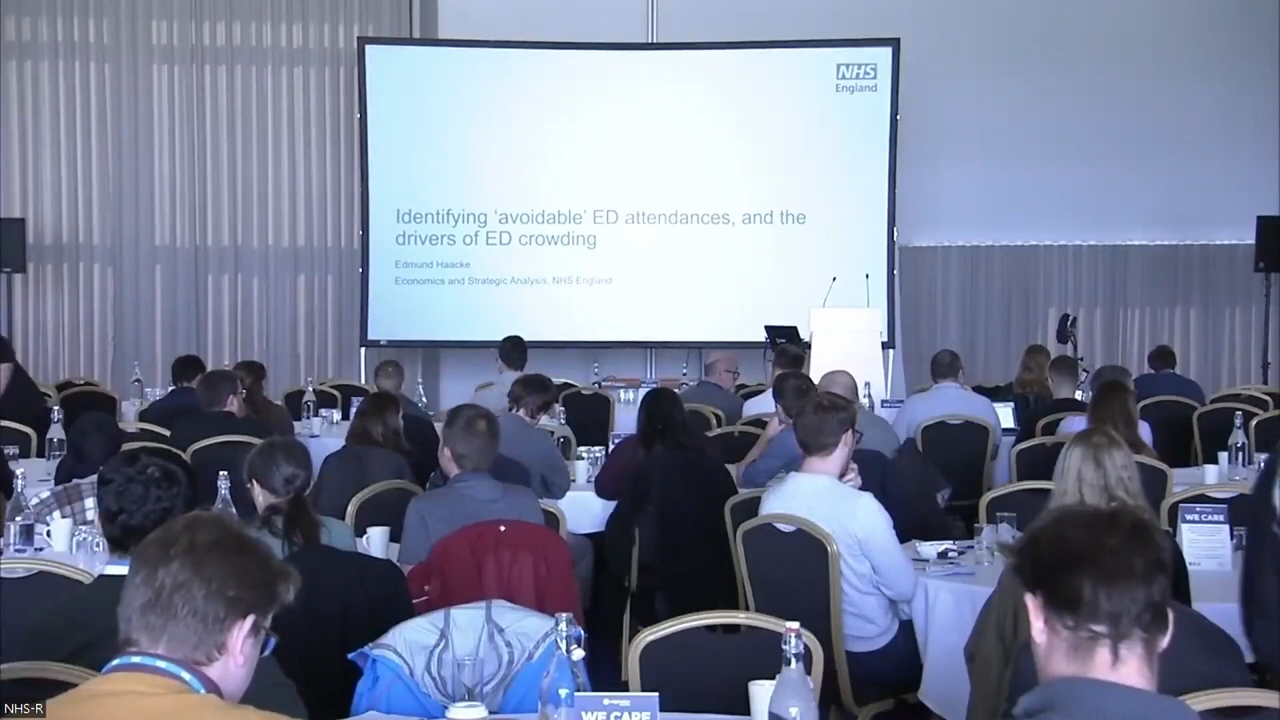 NHS
England
Identifying ‘avoidable’ ED attendances, and the
drivers of ED crowding
Edmund Haacke
Economics and Strategic Analysis, NHS England
WE CARE
WE CARE
NHS-R